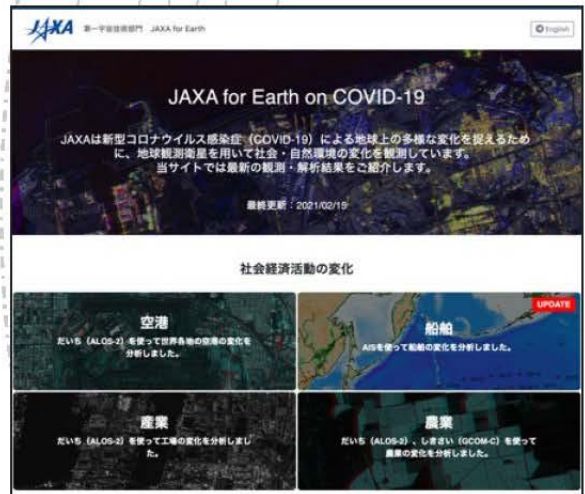 JAXA 第一宇宙技術部門 JAXA for Earth
English
JAXA for Earth on COVID-19
JAXAは新型コロナウイルス感染症（COVID-19）による地球上の多様な変化を捉えるため
に、地球観測衛星を用いて社会・自然環境の変化を観測しています。
当サイトでは最新の観測・解析結果をご紹介します。
最終更新：2021/02/15
社会経済活動の変化
空港
だいち（ALOS-2）を使って世界各地の空港の変化を
分析しました。
UPDATE
船舶
AISを使って船舶の変化を分析しました。
産業
だいち（ALOS-2）を使って工場の変化を分析しまし
た。
農業
だいち（ALOS-2）、しきさい（GCOM-C）を使って
農業の変化を分析しました。